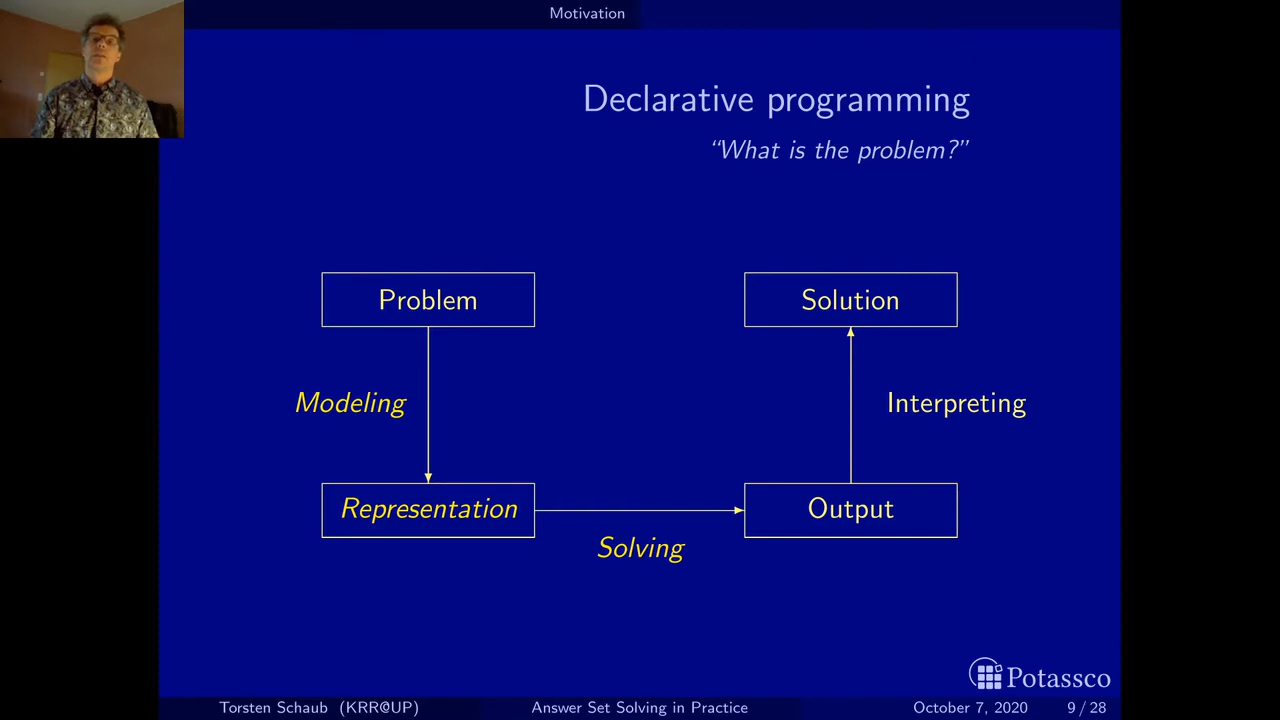 Motivation
Declarative programming
“What is the problem?”
Problem
Solution
Modeling
Interpreting
Representation
Output
Solving
Potassco
Torsten Schaub (KRR@UP) Answer Set Solving in Practice October 7, 2020 9 / 28